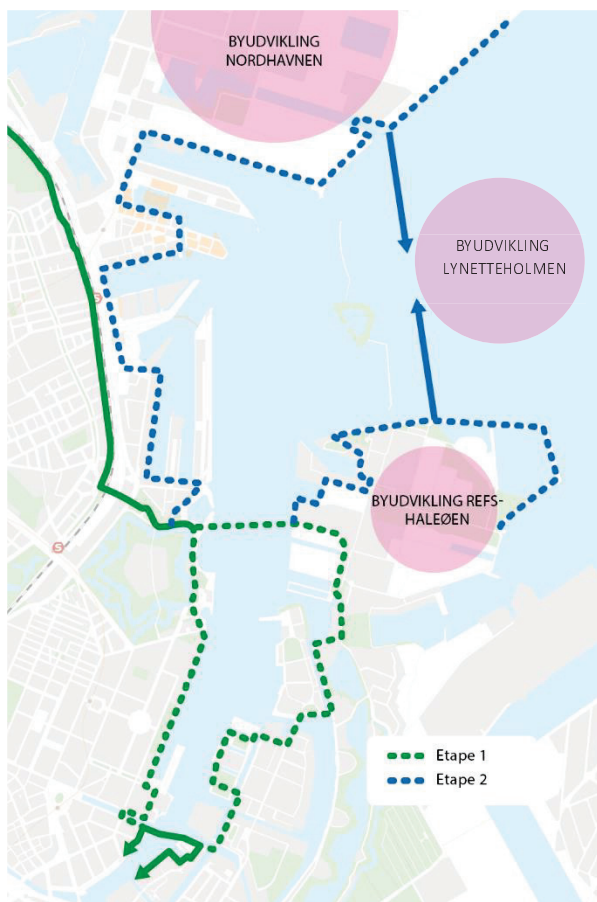 BYUDVIKLING
NORDHAVNEN
BYUDVIKLING
LYNETTEHOLMEN
BYUDVIKLING REFS-
HALEØEN
S
S
Etape 1
Etape 2